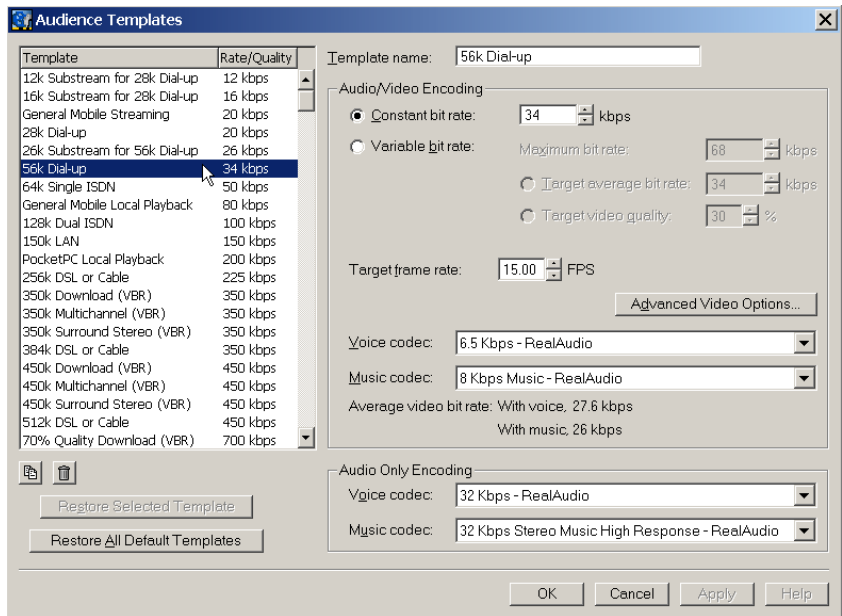 Audience Templates
Template Rate/Quality
12k Substream for 28k Dial-up 12 kbps
16k Substream for 28k Dial-up 16 kbps
General Mobile Streaming 20 kbps
28k Dial-up 20 kbps
26k Substream for 56k Dial-up 26 kbps
56k Dial-up 34 kbps
64k Single ISDN 50 kbps
General Mobile Local Playback 80 kbps
128k Dual ISDN 100 kbps
150k LAN 150 kbps
PocketPC Local Playback 200 kbps
256k DSL or Cable 225 kbps
350k Download (VBR) 350 kbps
350k Multichannel (VBR) 350 kbps
350k Surround Stereo (VBR) 350 kbps
384k DSL or Cable 350 kbps
450k Download (VBR) 450 kbps
450k Multichannel (VBR) 450 kbps
450k Surround Stereo (VBR) 450 kbps
512k DSL or Cable 450 kbps
70% Quality Download (VBR) 700 kbps
Restore Selected Template
Restore All Default Templates
Template name: 56k Dial-up
Audio/Video Encoding
Constant bit rate: 34 kbps
Variable bit rate: Maximum bit rate: 68 kbps
Target average bit rate: 34 kbps
Target video quality: 30 %
Target frame rate: 15.00 FPS
Advanced Video Options...
Voice codec: 6.5 Kbps - RealAudio
Music codec: 8 Kbps Music - RealAudio
Average video bit rate: With voice, 27.6 kbps
With music, 26 kbps
Audio Only Encoding
Voice codec: 32 Kbps - RealAudio
Music codec: 32 Kbps Stereo Music High Response - RealAudio
OK Cancel Apply Help